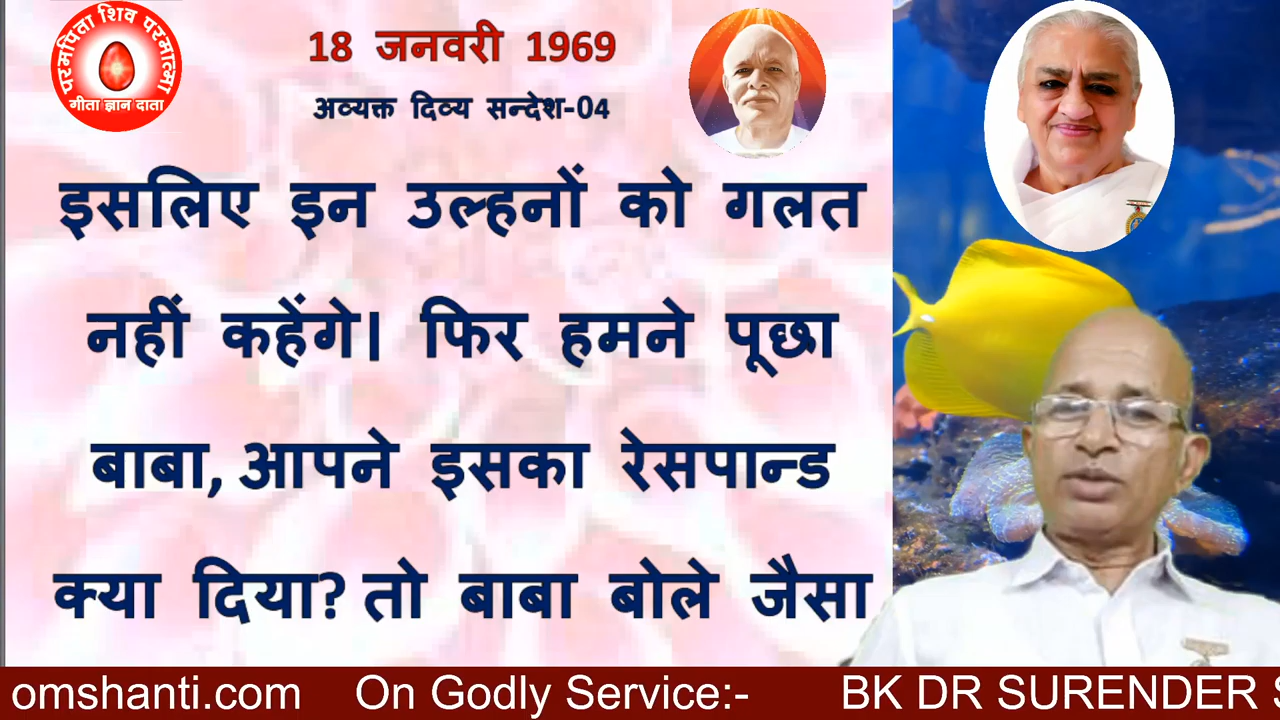 परमपिता शिव परमात्मा
गीता ज्ञान दाता
18 जनवरी 1969
अव्यक्त दिव्य सन्देश-04
इसलिए इन उल्हनों को गलत
नहीं कहेंगे। फिर हमने पूछा
बाबा, आपने इसका रेसपान्ड
क्या दिया? तो बाबा बोले जैसा
omshanti.com On Godly Service:- BK DR SURENDER S